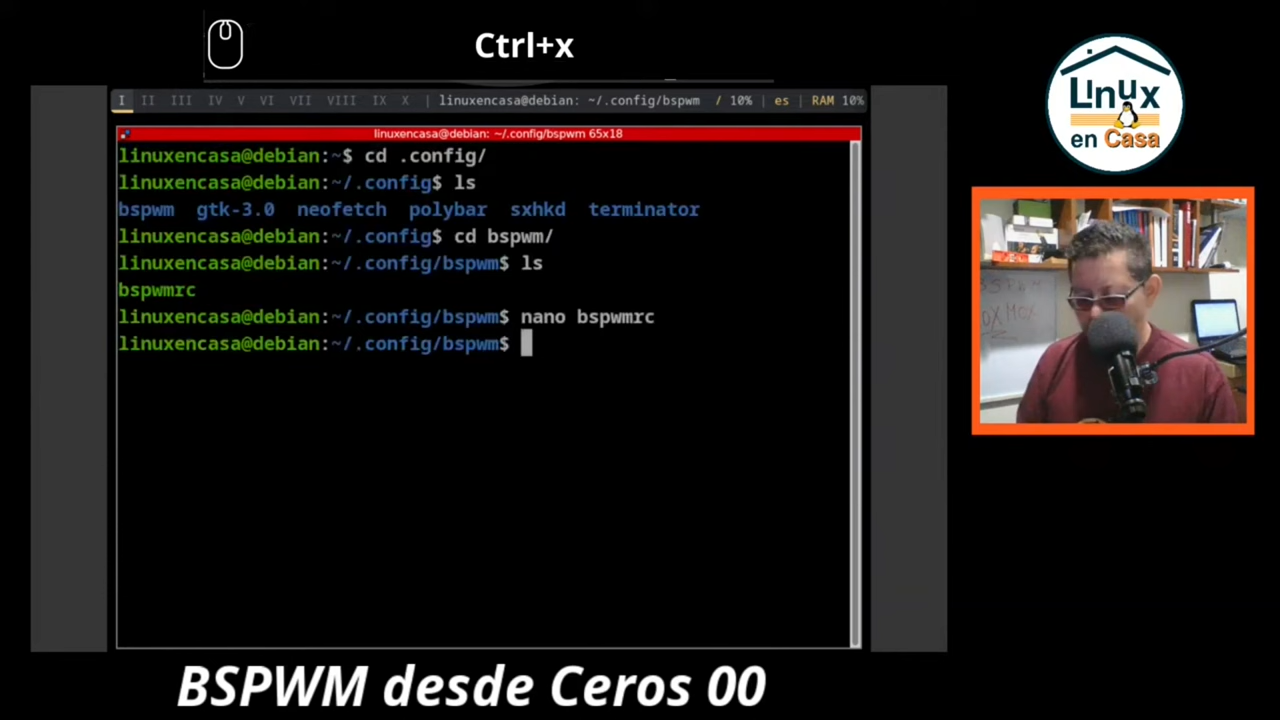 Ctrl+x
I II III IV V VI VII VIII IX X | linuxencasa@debian: ~/.config/bspwm / 10% | es | RAM 10%
linuxencasa@debian: ~/.config/bspwm 65x18
linuxencasa@debian:~$ cd .config/
linuxencasa@debian:~/.config$ ls
bspwm gtk-3.0 neofetch polybar sxhkd terminator
linuxencasa@debian:~/.config$ cd bspwm/
linuxencasa@debian:~/.config/bspwm$ ls
bspwmrc
linuxencasa@debian:~/.config/bspwm$ nano bspwmrc
linuxencasa@debian:~/.config/bspwm$
LInux
en Casa
BSPWM desde Ceros 00